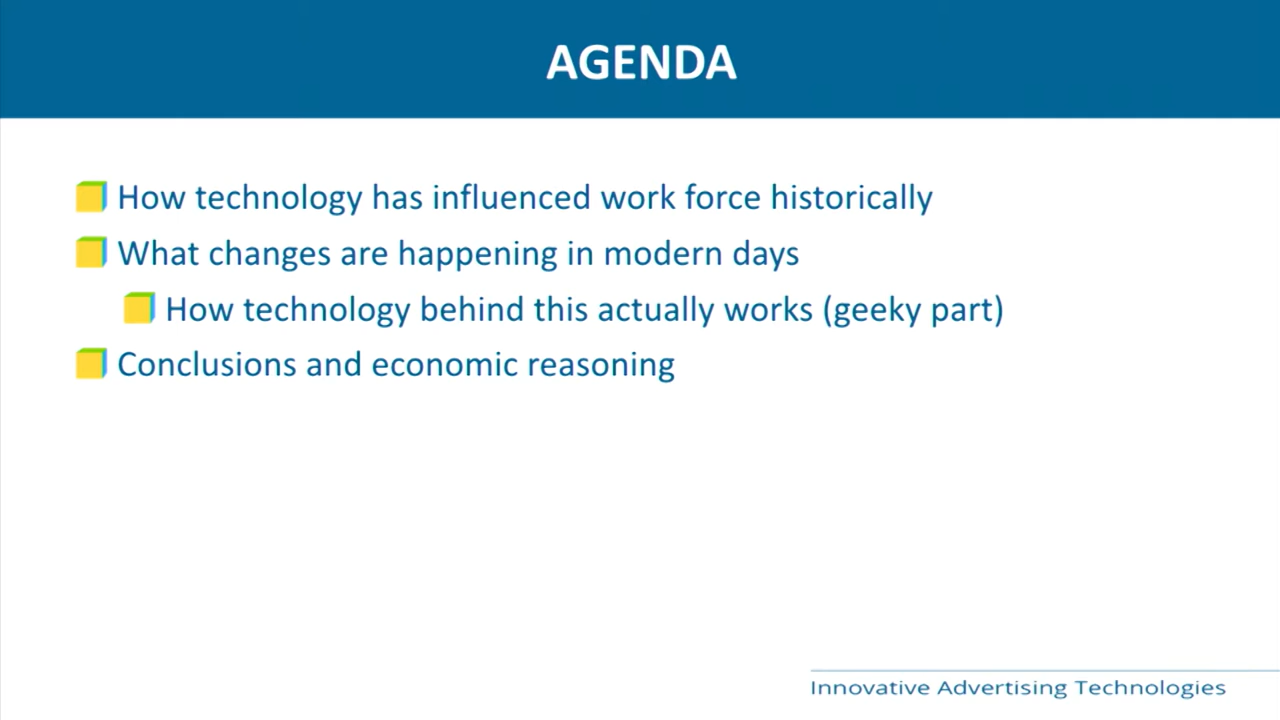 AGENDA
How technology has influenced work force historically
What changes are happening in modern days
How technology behind this actually works (geeky part)
Conclusions and economic reasoning
Innovative Advertising Technologies